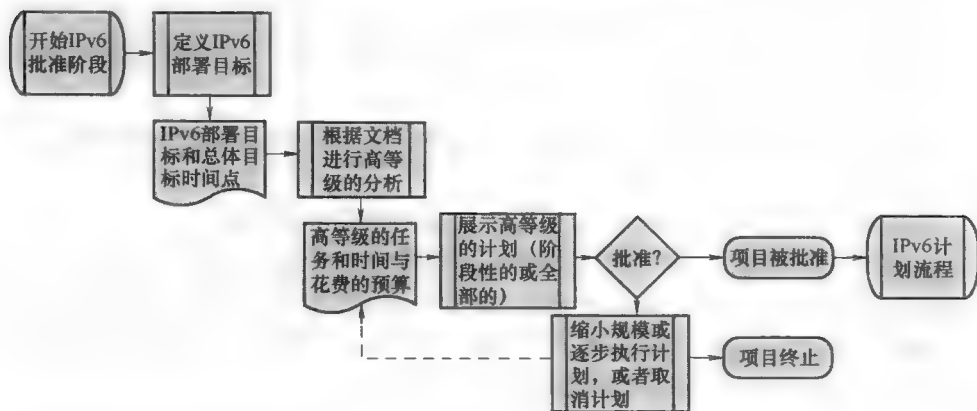 开始IPv6
批准阶段
定义IPv6
部署目标
IPv6部署目
标和总体目
标时间点
根据文档
进行高等
级的分析
高等级的任
务和时间与
花费的预算
展示高等级
的计划（阶
段性的或全
部的）
批准？
项目被批准
IPv6计
划流程
缩小规模或
逐步执行计
划，或者取
消计划
项目终止